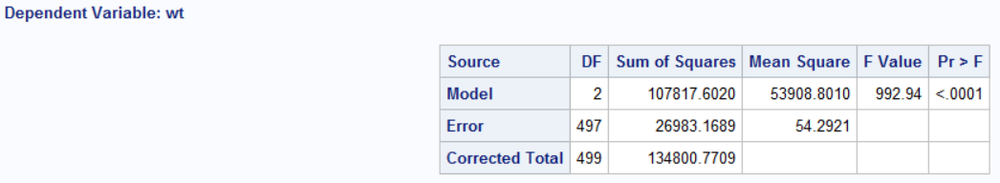 Dependent Variable: wt
Source DF Sum of Squares Mean Square F Value Pr > F
Model 2 107817.6020 53908.8010 992.94 <.0001
Error 497 26983.1689 54.2921
Corrected Total 499 134800.7709